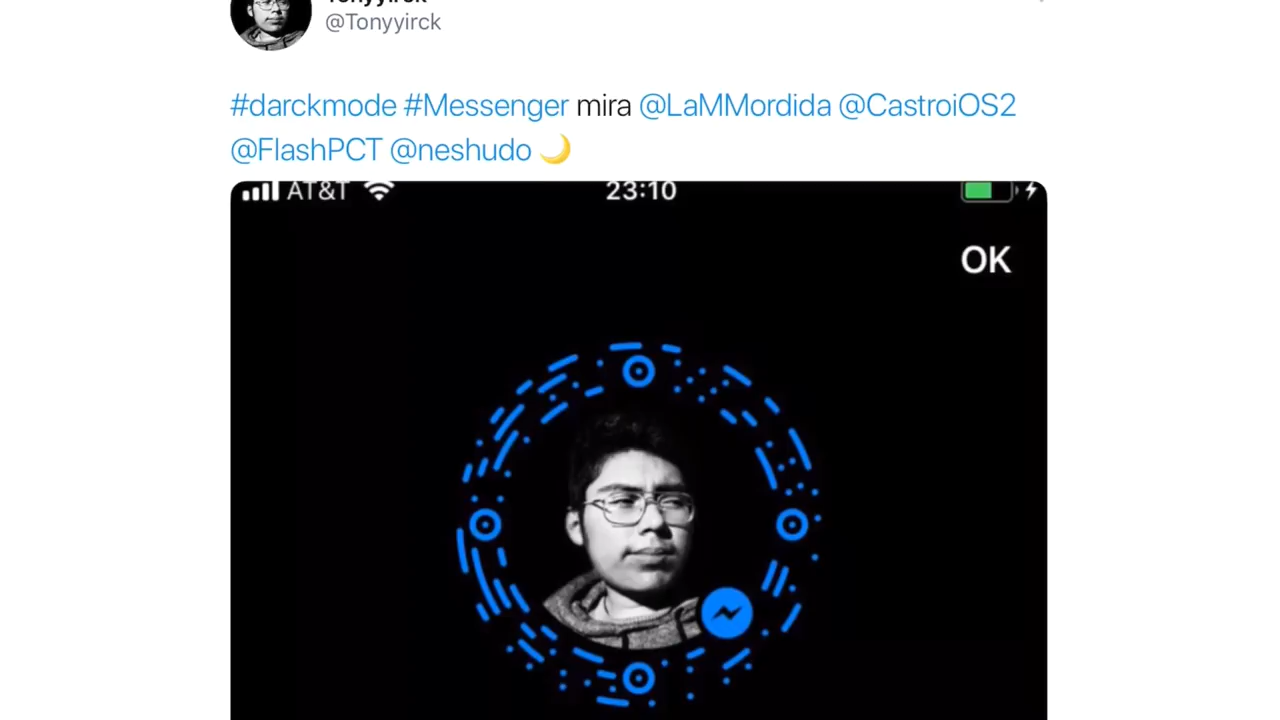 @Tonyyirck
#darckmode #Messenger mira @LaMMordida @CastroiOS2
@FlashPCT @neshudo 🌙
AT&T 23:10
OK